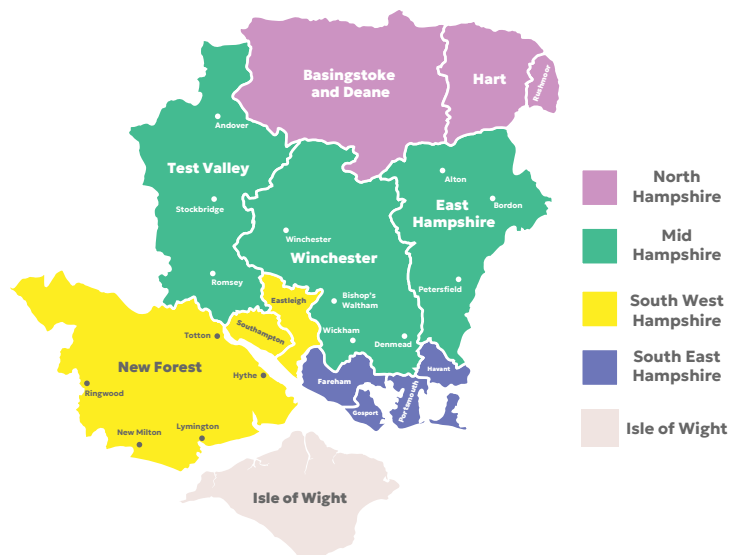 Basingstoke
and Deane
Hart
Rushmoor
Andover
Test Valley
Stockbridge
Romsey
Winchester
Winchester
Bishop's
Waltham
Wickham
Denmead
Alton
East
Hampshire
Bordon
Petersfield
Eastleigh
Southampton
Totton
New Forest
Hythe
Ringwood
New Milton
Lymington
Fareham
Gosport
Portsmouth
Havant
Isle of Wight
North
Hampshire
Mid
Hampshire
South West
Hampshire
South East
Hampshire
Isle of Wight